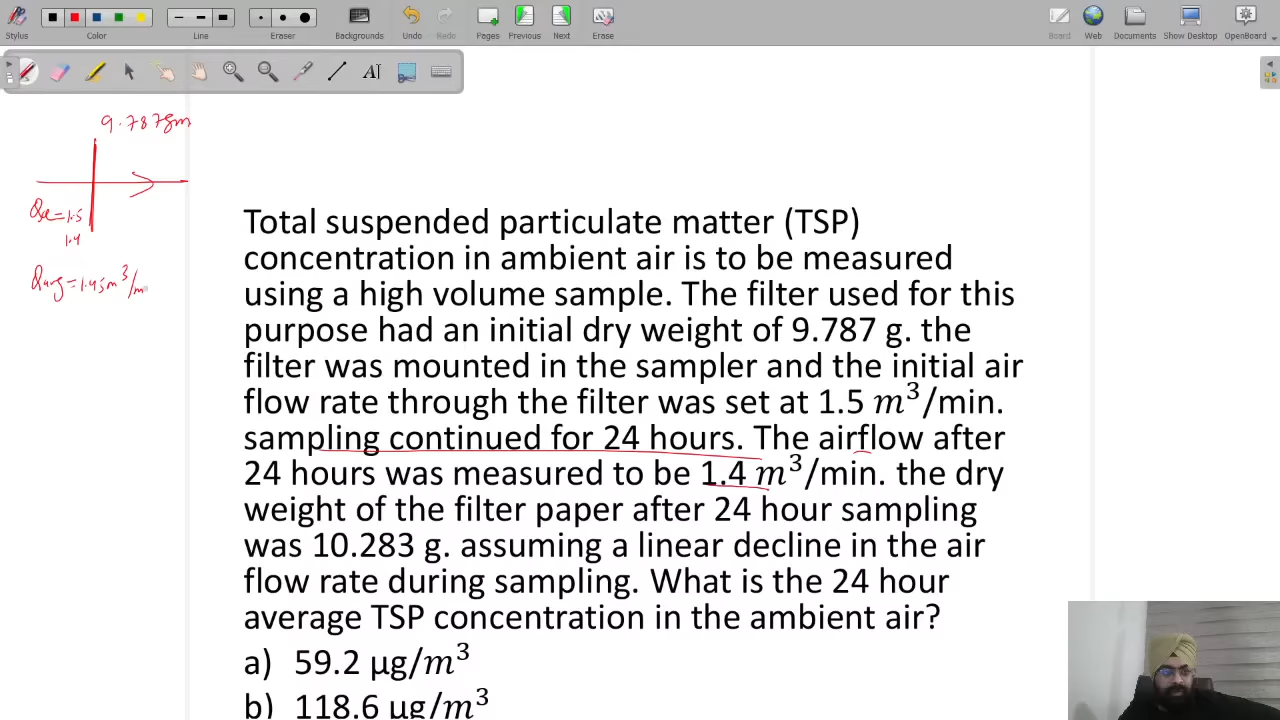 Stylus
Color
Line
Eraser
Backgrounds
Undo
Redo
Pages
Previous
Next
Erase
Board
Web
Documents
Show Desktop
OpenBoard
9.787gm
=1.5
1.4
Qavg=1.45m³/m
Total suspended particulate matter (TSP)
concentration in ambient air is to be measured
using a high volume sample. The filter used for this
purpose had an initial dry weight of 9.787 g. the
filter was mounted in the sampler and the initial air
flow rate through the filter was set at 1.5 m³/min.
sampling continued for 24 hours. The airflow after
24 hours was measured to be 1.4 m³/min. the dry
weight of the filter paper after 24 hour sampling
was 10.283 g. assuming a linear decline in the air
flow rate during sampling. What is the 24 hour
average TSP concentration in the ambient air?
a) 59.2 μg/m³
b) 118.6 μg/m³